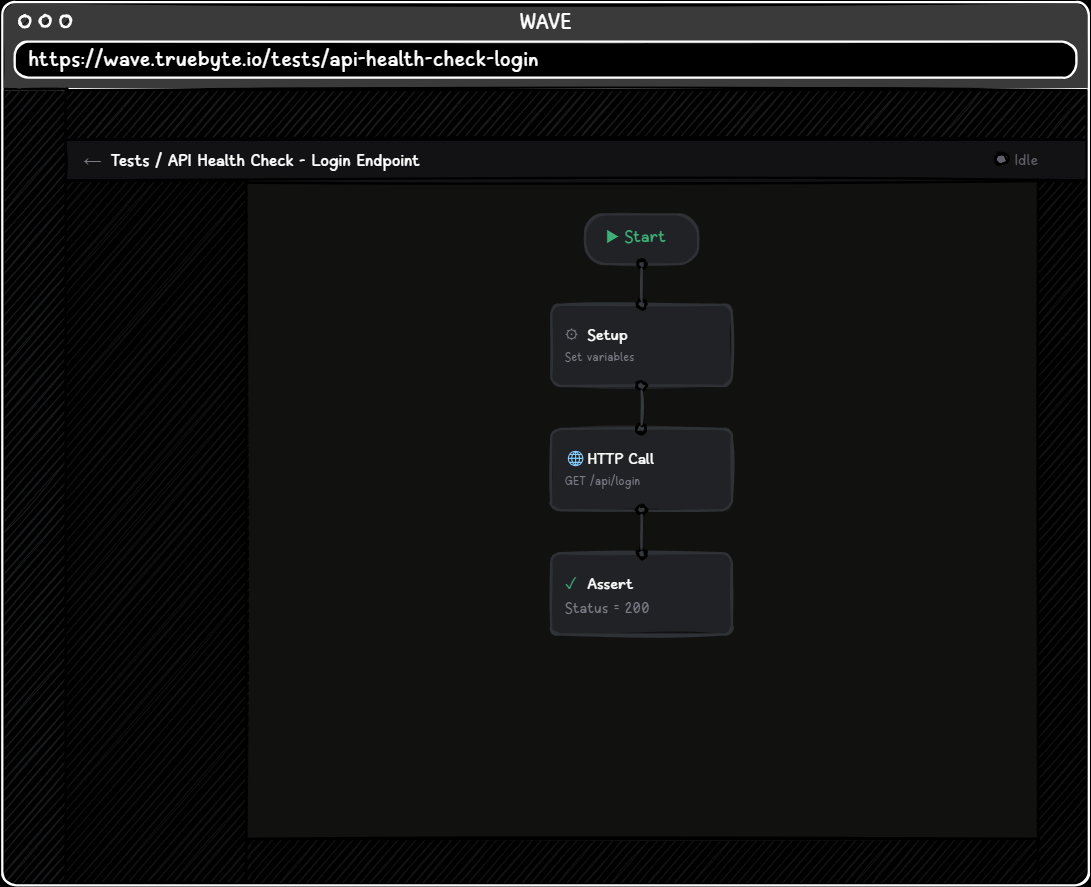 WAVE
https://wave.truebyte.io/tests/api-health-check-login
← Tests / API Health Check - Login Endpoint
Idle
▶ Start
Setup
Set variables
HTTP Call
GET /api/login
✓ Assert
Status = 200